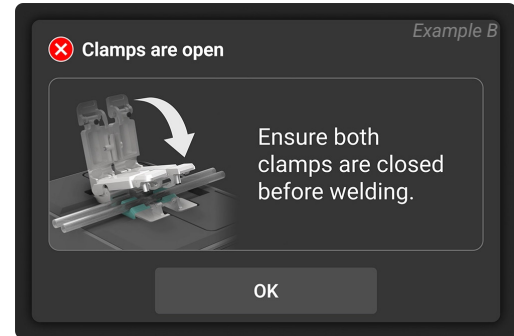 Example B
Clamps are open
Ensure both
clamps are closed
before welding.
OK